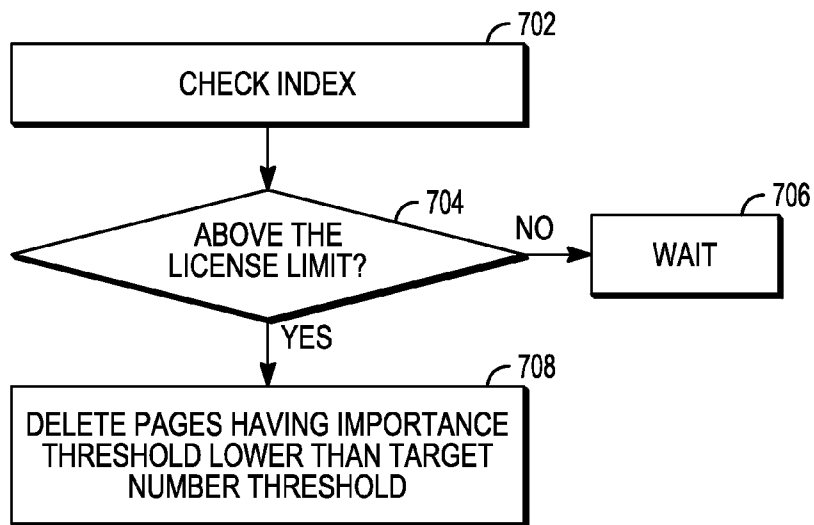 702
CHECK INDEX
704
ABOVE THE
LICENSE LIMIT?
NO
706
WAIT
YES
708
DELETE PAGES HAVING IMPORTANCE
THRESHOLD LOWER THAN TARGET
NUMBER THRESHOLD